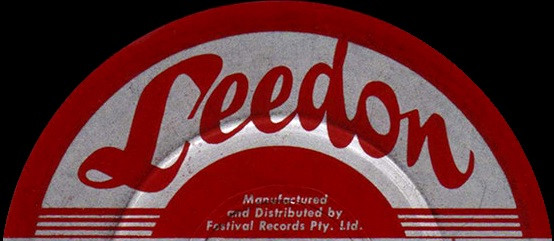 Leedon
Manufactured
and Distributed by
Festival Records Pty. Ltd.